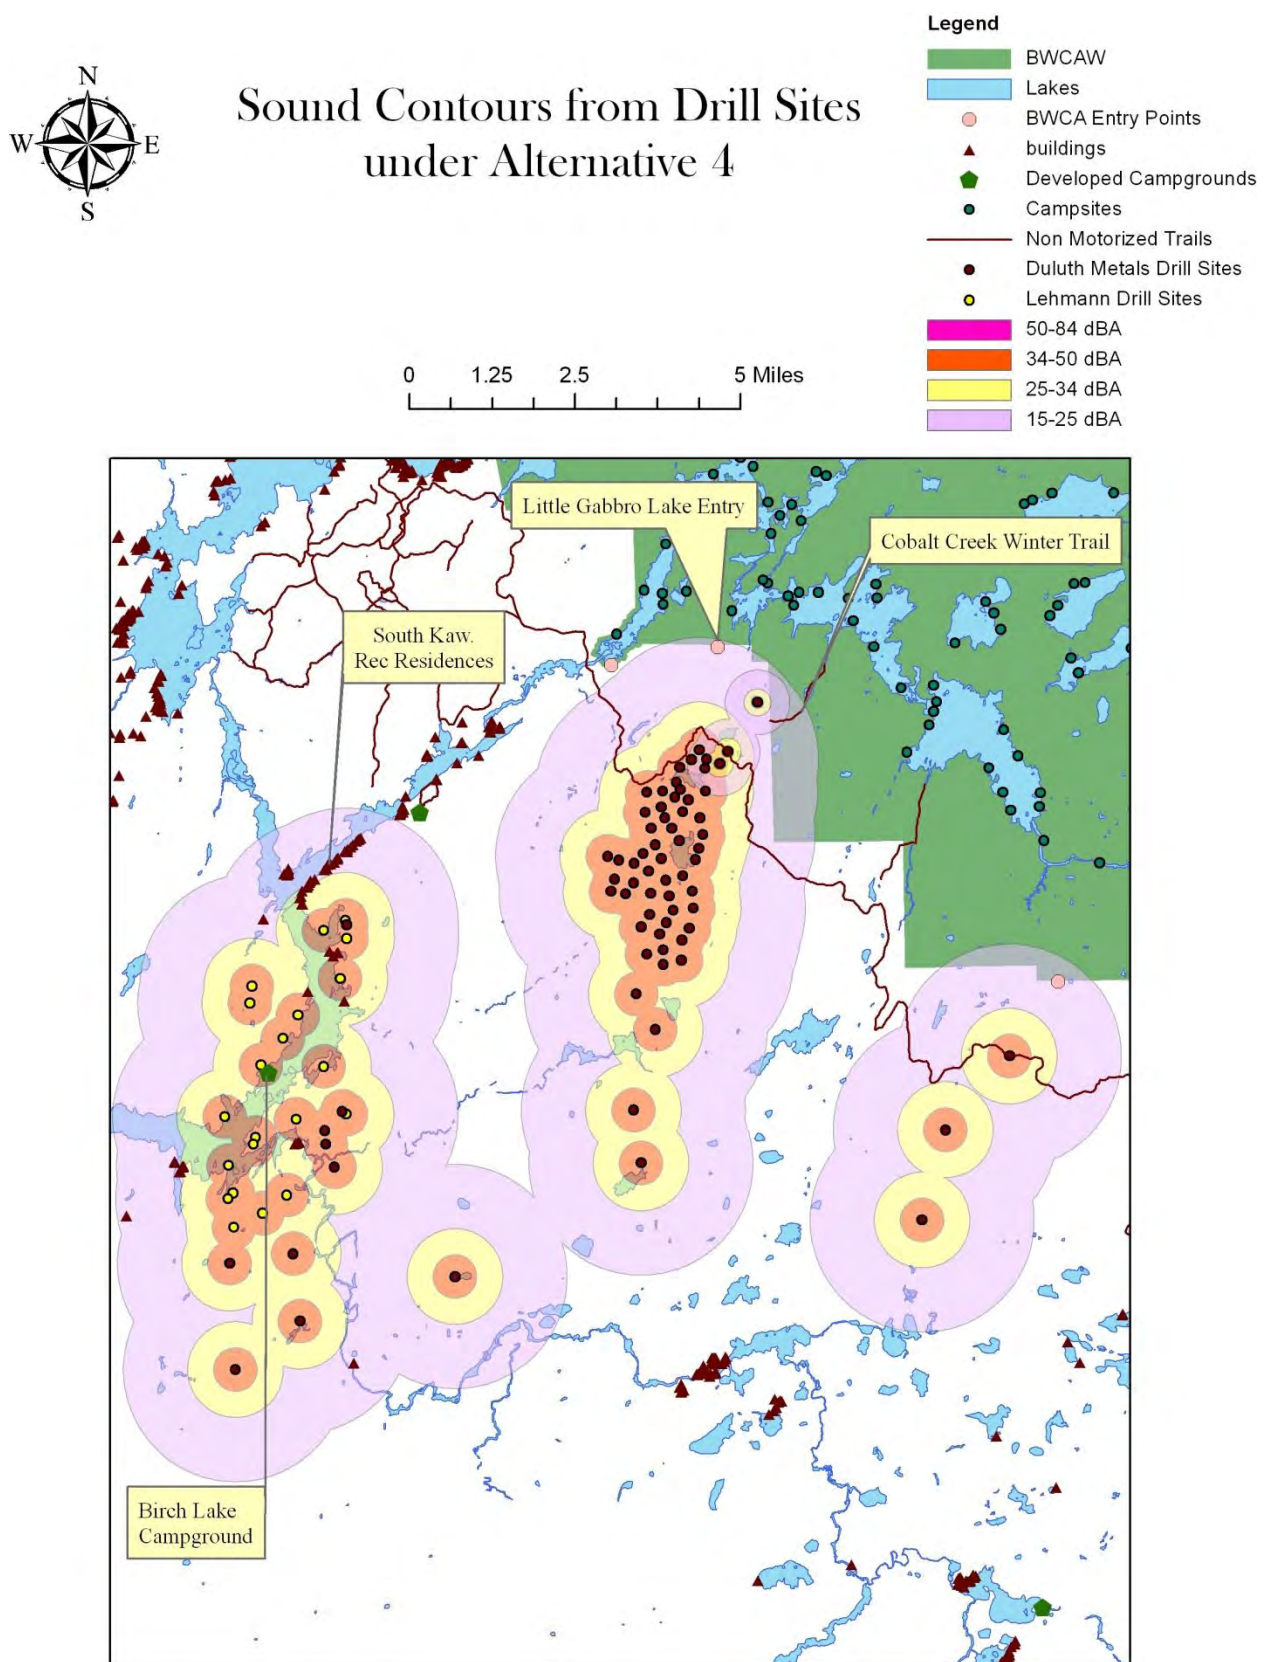 Legend
BWCAW
Lakes
BWCA Entry Points
buildings
Developed Campgrounds
Campsites
Non Motorized Trails
Duluth Metals Drill Sites
Lehmann Drill Sites
50-84 dBA
34-50 dBA
25-34 dBA
15-25 dBA
N
W E
S
Sound Contours from Drill Sites
under Alternative 4
0 1.25 2.5 5 Miles
Little Gabbro Lake Entry
Cobalt Creek Winter Trail
South Kaw.
Rec Residences
Birch Lake
Campground